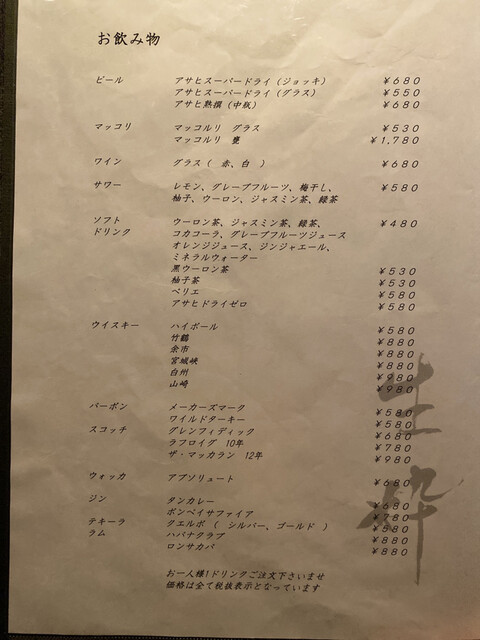 お飲み物
ビール アサヒスーパードライ（ジョッキ） ¥680
アサヒスーパードライ（グラス） ¥550
アサヒ熟撰（中瓶） ¥680
マッコリ マッコルリ グラス ¥530
マッコルリ 甕 ¥1,780
ワイン グラス（ 赤、白 ） ¥680
サワー レモン、グレープフルーツ、梅干し、 ¥580
柚子、ウーロン、ジャスミン茶、緑茶
ソフト ウーロン茶、ジャスミン茶、緑茶、 ¥480
ドリンク コカコーラ、グレープフルーツジュース
オレンジジュース、ジンジャエール、
ミネラルウォーター
黒ウーロン茶 ¥530
柚子茶 ¥530
ペリエ ¥580
アサヒドライゼロ ¥580
ウイスキー ハイボール ¥580
竹鶴 ¥880
余市 ¥880
宮城峡 ¥880
白州 ¥980
山崎 ¥980
バーボン メーカーズマーク ¥580
ワイルドターキー ¥580
スコッチ グレンフィディック ¥680
ラフロイグ 10年 ¥780
ザ・マッカラン 12年 ¥980
ウォッカ アブソリュート ¥680
ジン タンカレー ¥680
ボンベイサファイア ¥780
テキーラ クエルボ（ シルバー、ゴールド ） ¥580
ラム ハバナクラブ ¥880
ロンサカパ ¥880
お一人様1ドリンクご注文下さいませ
価格は全て税抜表示となっています
生粋